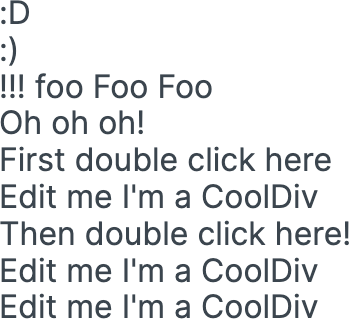 :D
:)
!!! foo Foo Foo
Oh oh oh!
First double click here
Edit me I'm a CoolDiv
Then double click here!
Edit me I'm a CoolDiv
Edit me I'm a CoolDiv